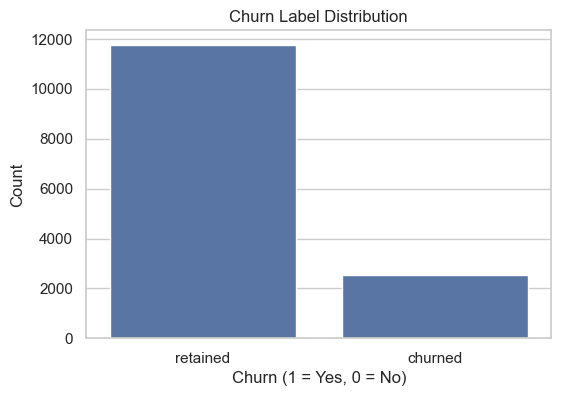 Churn Label Distribution
12000
10000
8000
6000
4000
2000
0
Count
retained churned
Churn (1 = Yes, 0 = No)